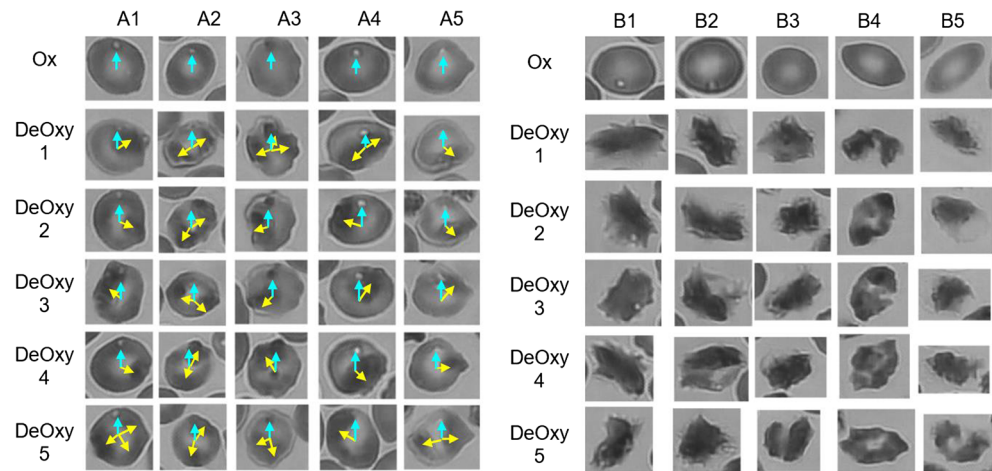 A1 A2 A3 A4 A5 B1 B2 B3 B4 B5
Ox Ox
DeOxy 1 DeOxy 1
DeOxy 2 DeOxy 2
DeOxy 3 DeOxy 3
DeOxy 4 DeOxy 4
DeOxy 5 DeOxy 5